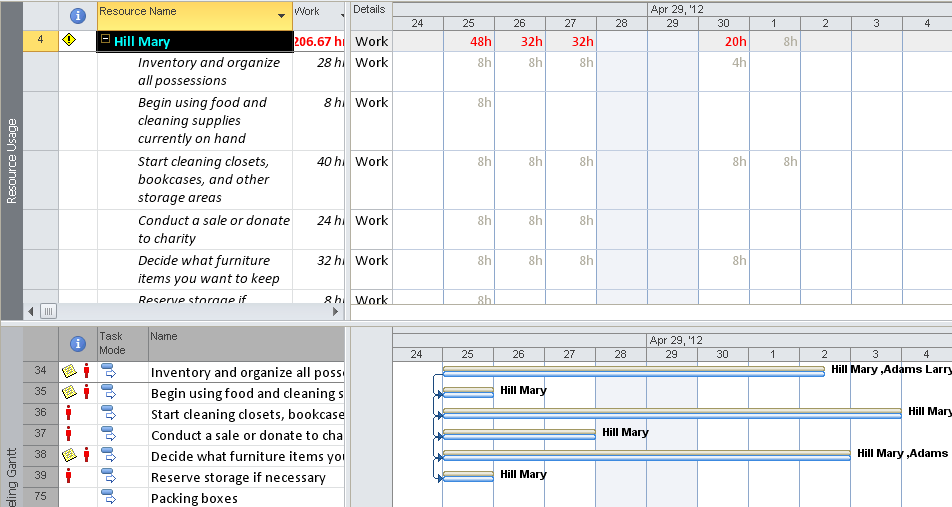 Resource Name Work Details Apr 29, '12
24 25 26 27 28 29 30 1 2 3 4
4 Hill Mary 206.67 hr Work 48h 32h 32h 20h 8h
Inventory and organize 28 hr Work 8h 8h 8h 4h
all possessions
Begin using food and 8 hr Work 8h
cleaning supplies
currently on hand
Start cleaning closets, 40 hr Work 8h 8h 8h 8h 8h
bookcases, and other
storage areas
Conduct a sale or donate 24 hr Work 8h 8h 8h
to charity
Decide what furniture 32 hr Work 8h 8h 8h 8h
items you want to keep
Reserve storage if 8 hr Work 8h
Resource Usage
Task Mode Name Apr 29, '12
24 25 26 27 28 29 30 1 2 3 4
34 Inventory and organize all posse Hill Mary ,Adams Larry
35 Begin using food and cleaning s Hill Mary
36 Start cleaning closets, bookcase Hill Mary
37 Conduct a sale or donate to cha Hill Mary
38 Decide what furniture items you Hill Mary ,Adams
39 Reserve storage if necessary Hill Mary
75 Packing boxes
eling Gantt